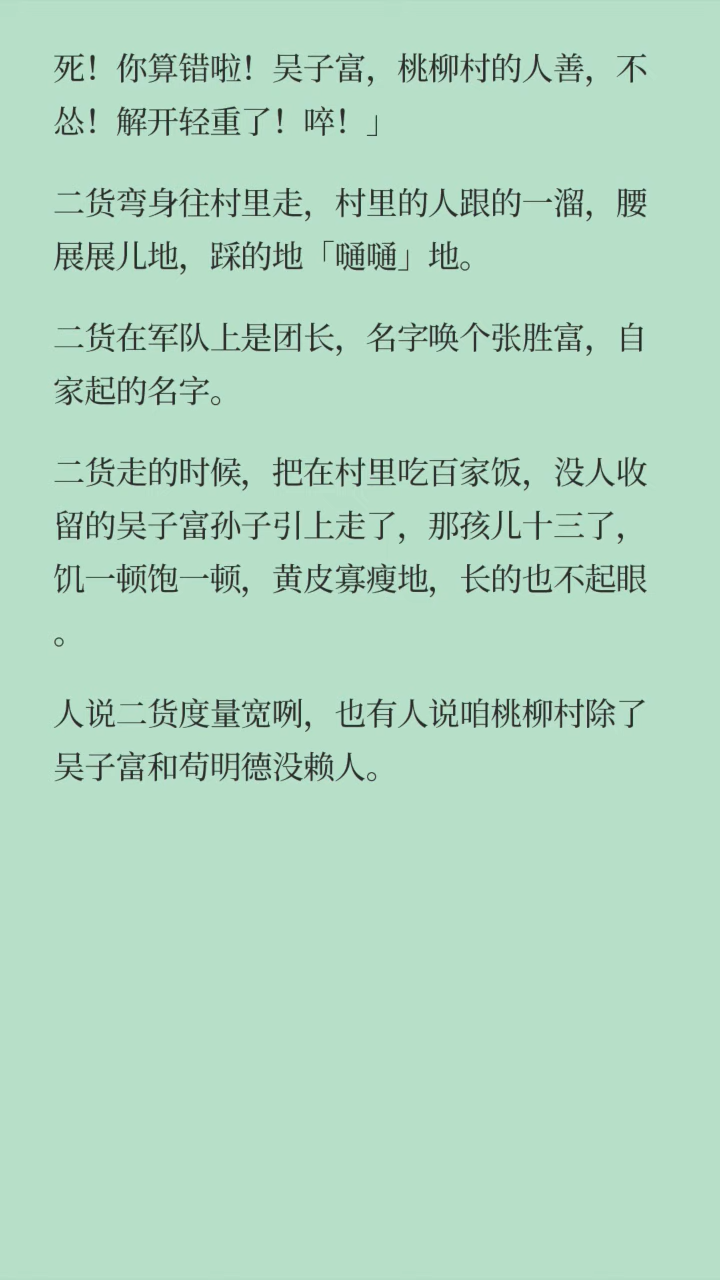 死！你算错啦！吴子富，桃柳村的人善，不
怂！解开轻重了！啐！」
二货弯身往村里走，村里的人跟的一溜，腰
展展儿地，踩的地「嗵嗵」地。
二货在军队上是团长，名字唤个张胜富，自
家起的名字。
二货走的时候，把在村里吃百家饭，没人收
留的吴子富孙子引上走了，那孩儿十三了，
饥一顿饱一顿，黄皮寡瘦地，长的也不起眼
。
人说二货度量宽咧，也有人说咱桃柳村除了
吴子富和苟明德没赖人。